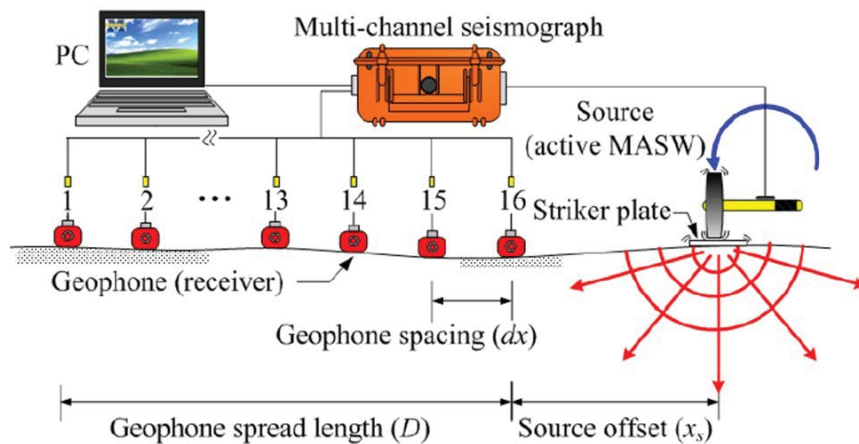 Multi-channel seismograph
PC
Source
(active MASW)
1
2
...
13
14
15
16
Striker plate
Geophone (receiver)
Geophone spacing (dx)
Geophone spread length (D)
Source offset (xₛ)